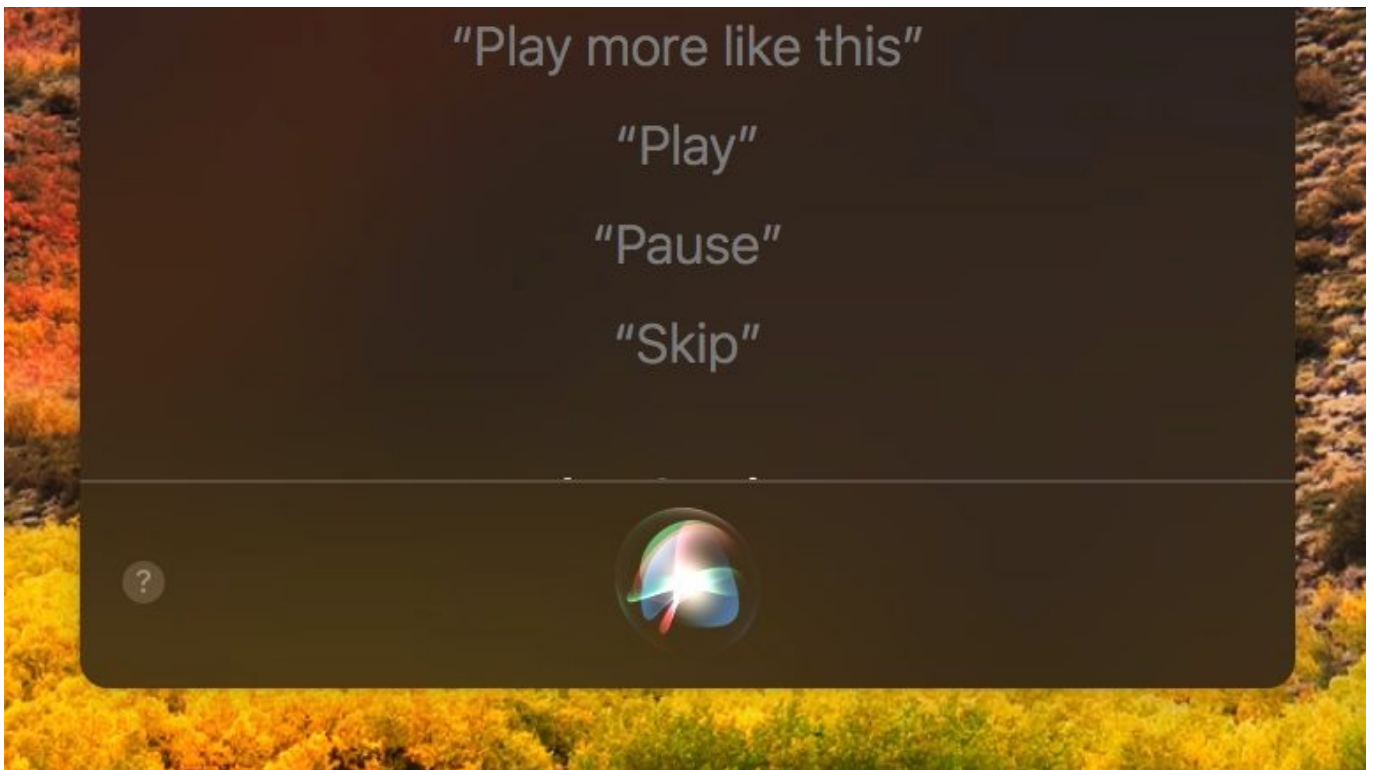 “Play more like this”
“Play”
“Pause”
“Skip”
?